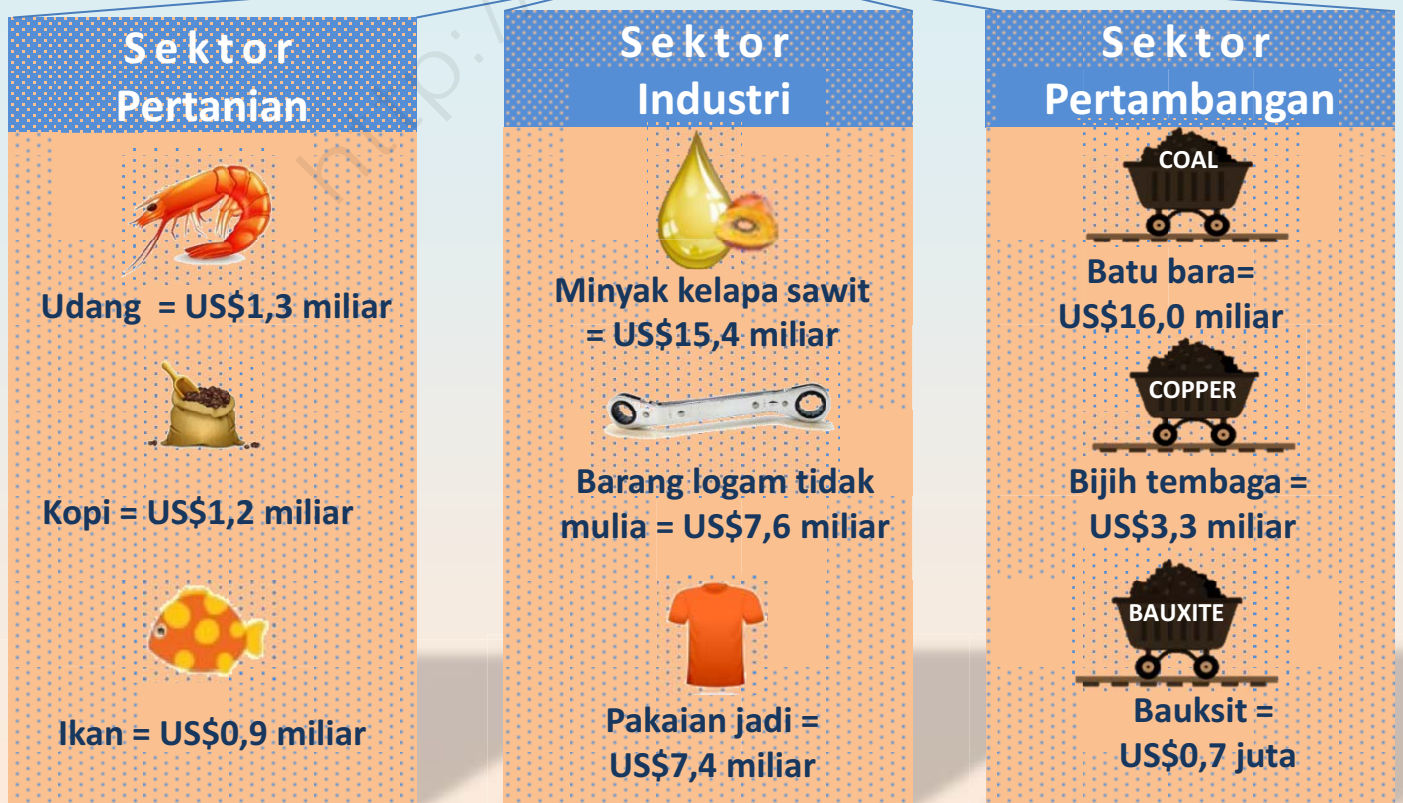 Sektor
Pertanian
Udang = US$1,3 miliar
Kopi = US$1,2 miliar
Ikan = US$0,9 miliar
Sektor
Industri
Minyak kelapa sawit
= US$15,4 miliar
Barang logam tidak
mulia = US$7,6 miliar
Pakaian jadi =
US$7,4 miliar
Sektor
Pertambangan
COAL
Batu bara=
US$16,0 miliar
COPPER
Bijih tembaga =
US$3,3 miliar
BAUXITE
Bauksit =
US$0,7 juta
http:/